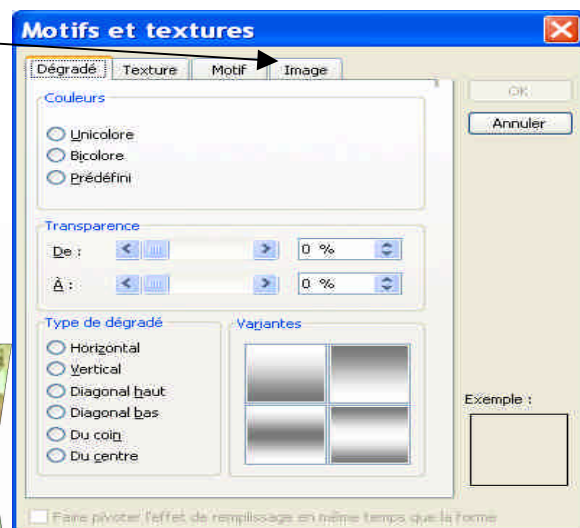 Motifs et textures
Dégradé Texture Motif Image
OK
Annuler
Couleurs
Unicolore
Bicolore
Prédéfini
Transparence
De : 0 %
À : 0 %
Type de dégradé
Horizontal
Vertical
Diagonal haut
Diagonal bas
Du coin
Du centre
Variantes
Exemple :
Faire pivoter l'effet de remplissage en même temps que la forme